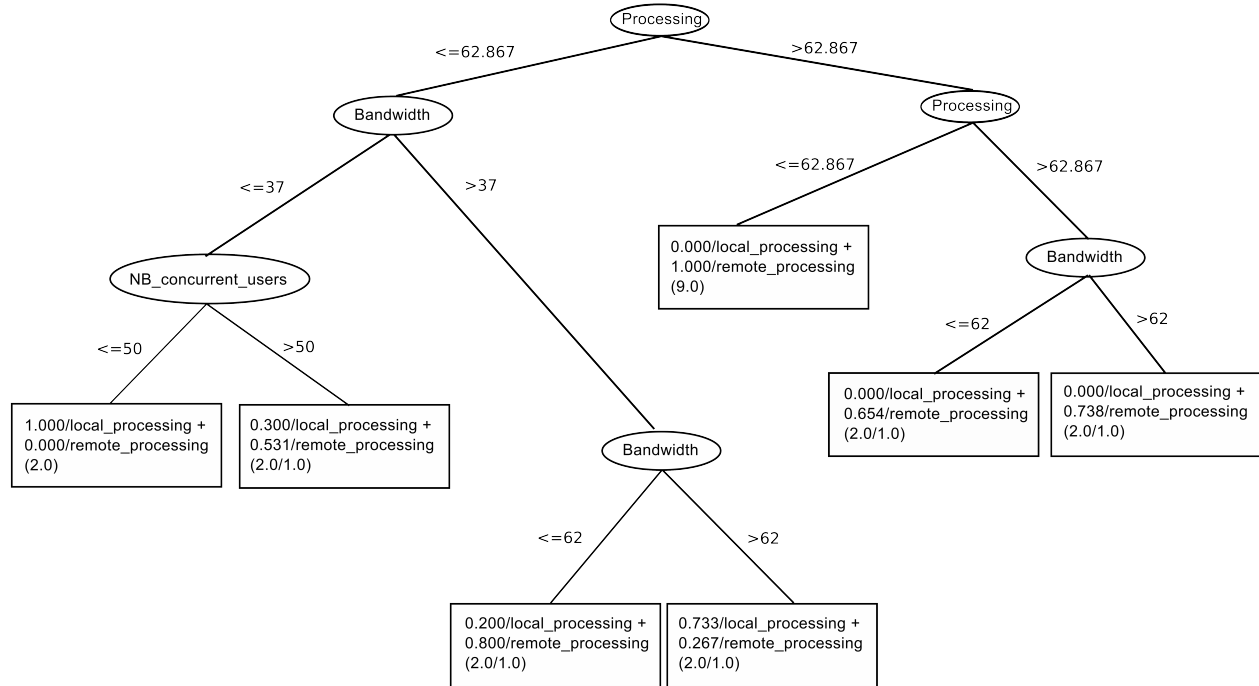 Processing
<=62.867
>62.867
Bandwidth
Processing
<=37
>37
<=62.867
>62.867
NB_concurrent_users
0.000/local_processing +
1.000/remote_processing
(9.0)
Bandwidth
<=50
>50
<=62
>62
1.000/local_processing +
0.000/remote_processing
(2.0)
0.300/local_processing +
0.531/remote_processing
(2.0/1.0)
0.000/local_processing +
0.654/remote_processing
(2.0/1.0)
0.000/local_processing +
0.738/remote_processing
(2.0/1.0)
Bandwidth
<=62
>62
0.200/local_processing +
0.800/remote_processing
(2.0/1.0)
0.733/local_processing +
0.267/remote_processing
(2.0/1.0)